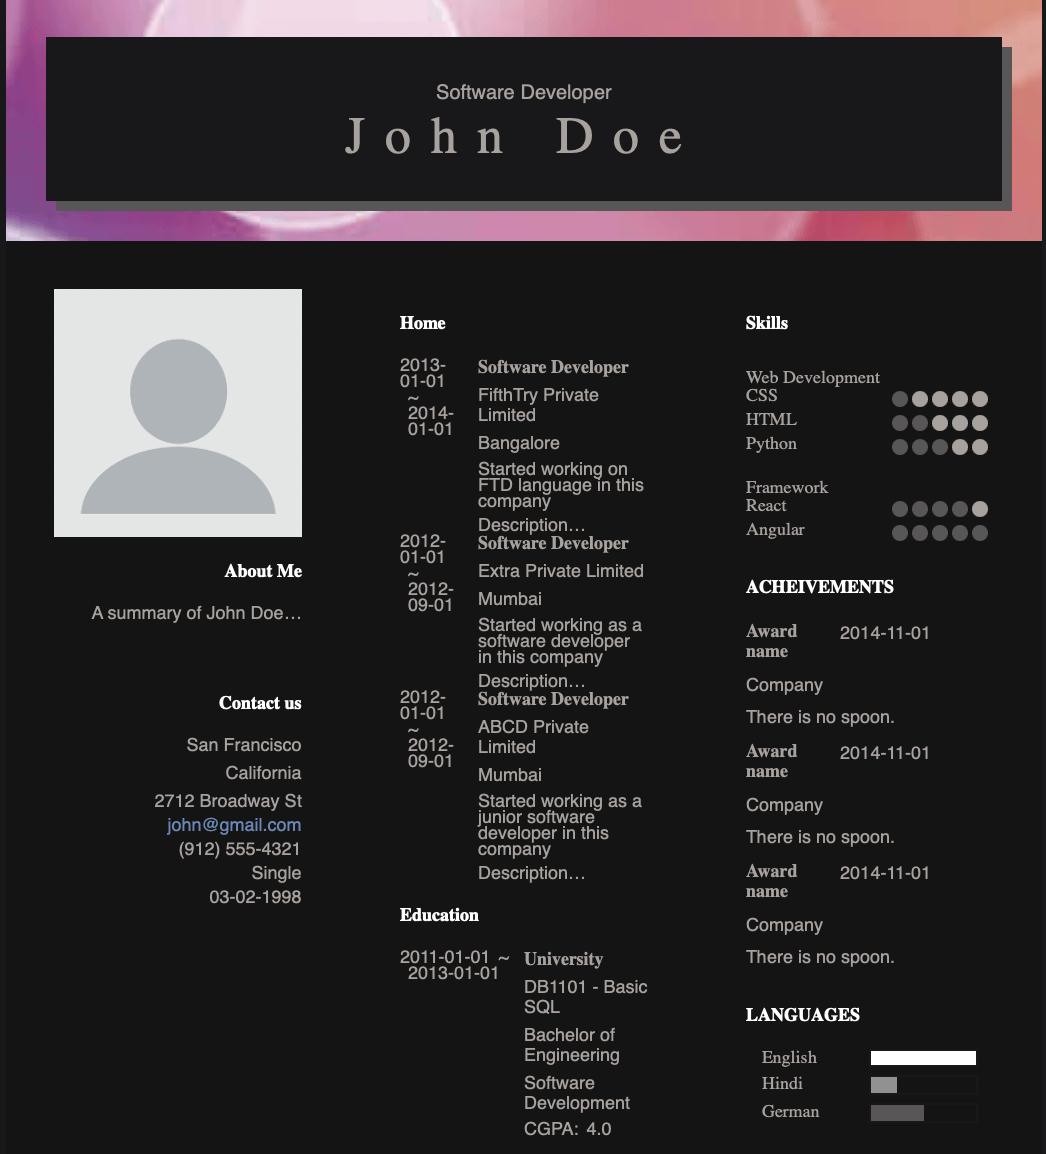 Software Developer
John Doe
About Me
A summary of John Doe…
Contact us
San Francisco
California
2712 Broadway St
john@gmail.com
(912) 555-4321
Single
03-02-1998
Home
2013-
01-01
~
2014-
01-01
Software Developer
FifthTry Private
Limited
Bangalore
Started working on
FTD language in this
company
Description…
2012-
01-01
~
2012-
09-01
Software Developer
Extra Private Limited
Mumbai
Started working as a
software developer
in this company
Description…
2012-
01-01
~
2012-
09-01
Software Developer
ABCD Private
Limited
Mumbai
Started working as a
junior software
developer in this
company
Description…
Education
2011-01-01 ~
2013-01-01
University
DB1101 - Basic
SQL
Bachelor of
Engineering
Software
Development
CGPA: 4.0
Skills
Web Development
CSS
HTML
Python
Framework
React
Angular
ACHEIVEMENTS
Award
name
2014-11-01
Company
There is no spoon.
Award
name
2014-11-01
Company
There is no spoon.
Award
name
2014-11-01
Company
There is no spoon.
LANGUAGES
English
Hindi
German